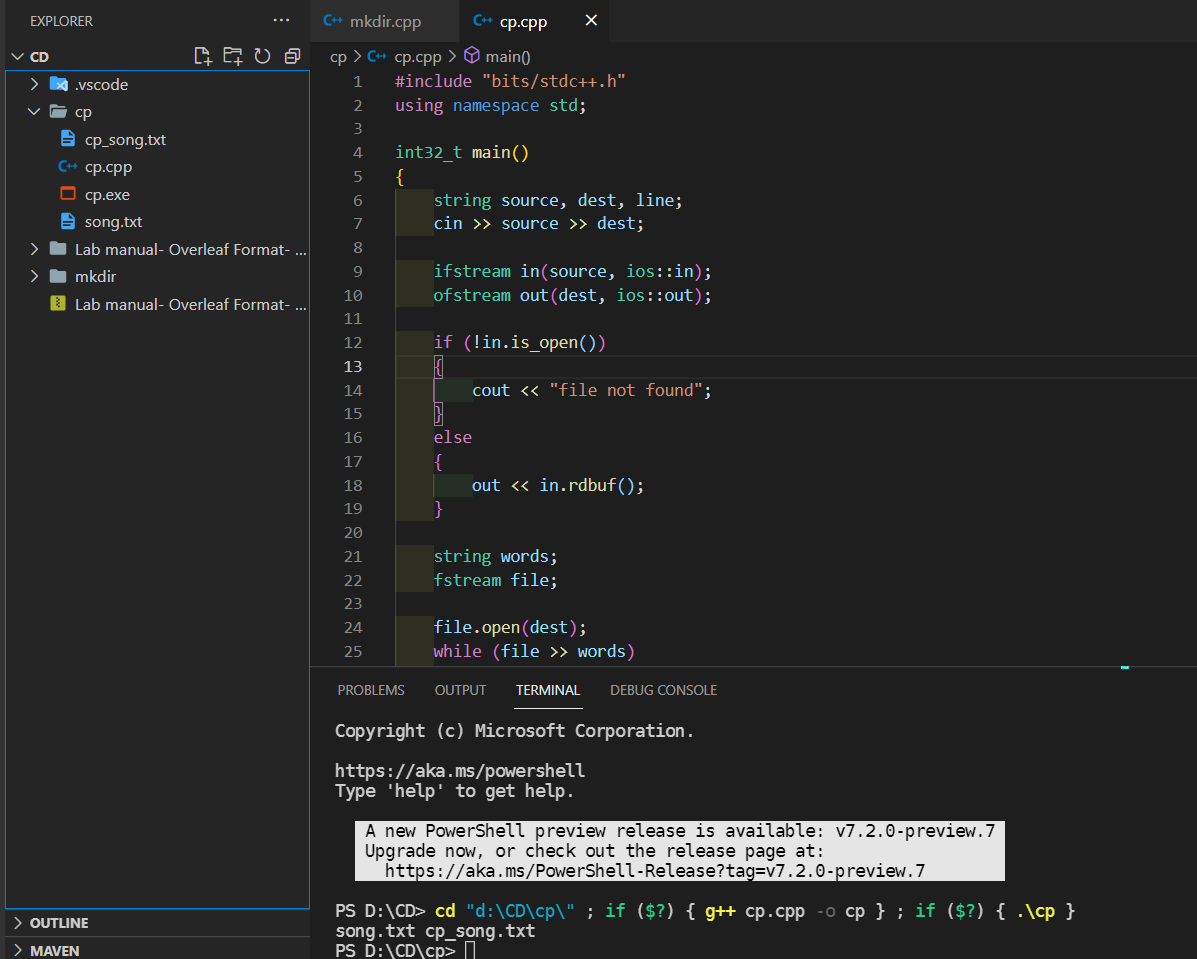 EXPLORER
CD
.vscode
cp
cp_song.txt
cp.cpp
cp.exe
song.txt
Lab manual- Overleaf Format- ...
mkdir
Lab manual- Overleaf Format- ...
OUTLINE
MAVEN
mkdir.cpp
cp.cpp
cp > cp.cpp > main()
1 #include "bits/stdc++.h"
2 using namespace std;
3
4 int32_t main()
5 {
6 string source, dest, line;
7 cin >> source >> dest;
8
9 ifstream in(source, ios::in);
10 ofstream out(dest, ios::out);
11
12 if (!in.is_open())
13 {
14 cout << "file not found";
15 }
16 else
17 {
18 out << in.rdbuf();
19 }
20
21 string words;
22 fstream file;
23
24 file.open(dest);
25 while (file >> words)
PROBLEMS OUTPUT TERMINAL DEBUG CONSOLE
Copyright (c) Microsoft Corporation.
https://aka.ms/powershell
Type 'help' to get help.
A new PowerShell preview release is available: v7.2.0-preview.7
Upgrade now, or check out the release page at:
https://aka.ms/PowerShell-Release?tag=v7.2.0-preview.7
PS D:\CD> cd "d:\CD\cp\" ; if ($?) { g++ cp.cpp -o cp } ; if ($?) { .\cp }
song.txt cp_song.txt
PS D:\CD\cp>